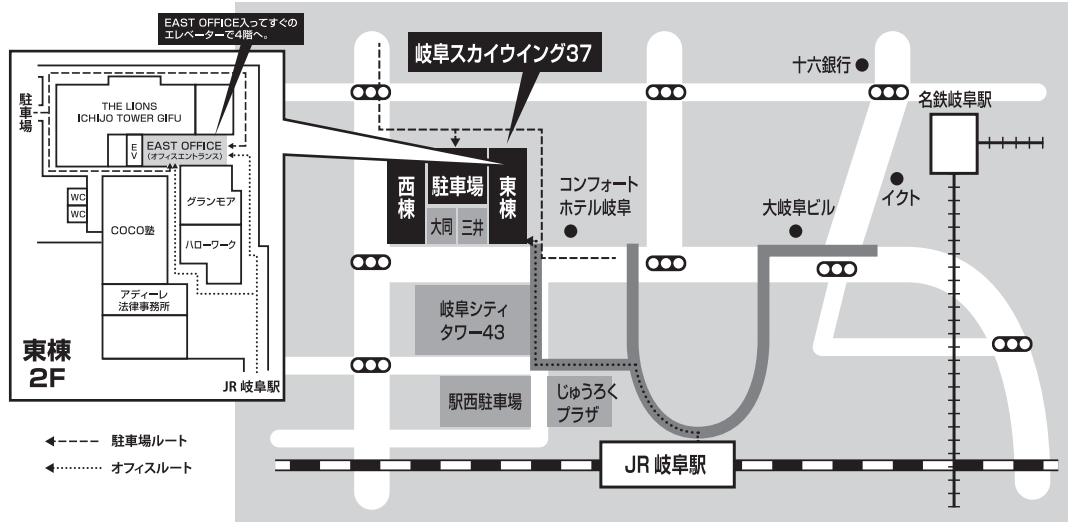 EAST OFFICE入ってすぐの
エレベーターで4階へ。
岐阜スカイウイング37
十六銀行
名鉄岐阜駅
駐車場
THE LIONS
ICHIJO TOWER GIFU
EV
EAST OFFICE
(オフィスエントランス)
WC
WC
COCO塾
グランモア
ハローワーク
アディーレ
法律事務所
東棟
2F
JR 岐阜駅
西棟
駐車場
東棟
大同
三井
コンフォート
ホテル岐阜
大岐阜ビル
イクト
岐阜シティ
タワー43
駅西駐車場
じゅうろく
プラザ
JR 岐阜駅
駐車場ルート
オフィスルート